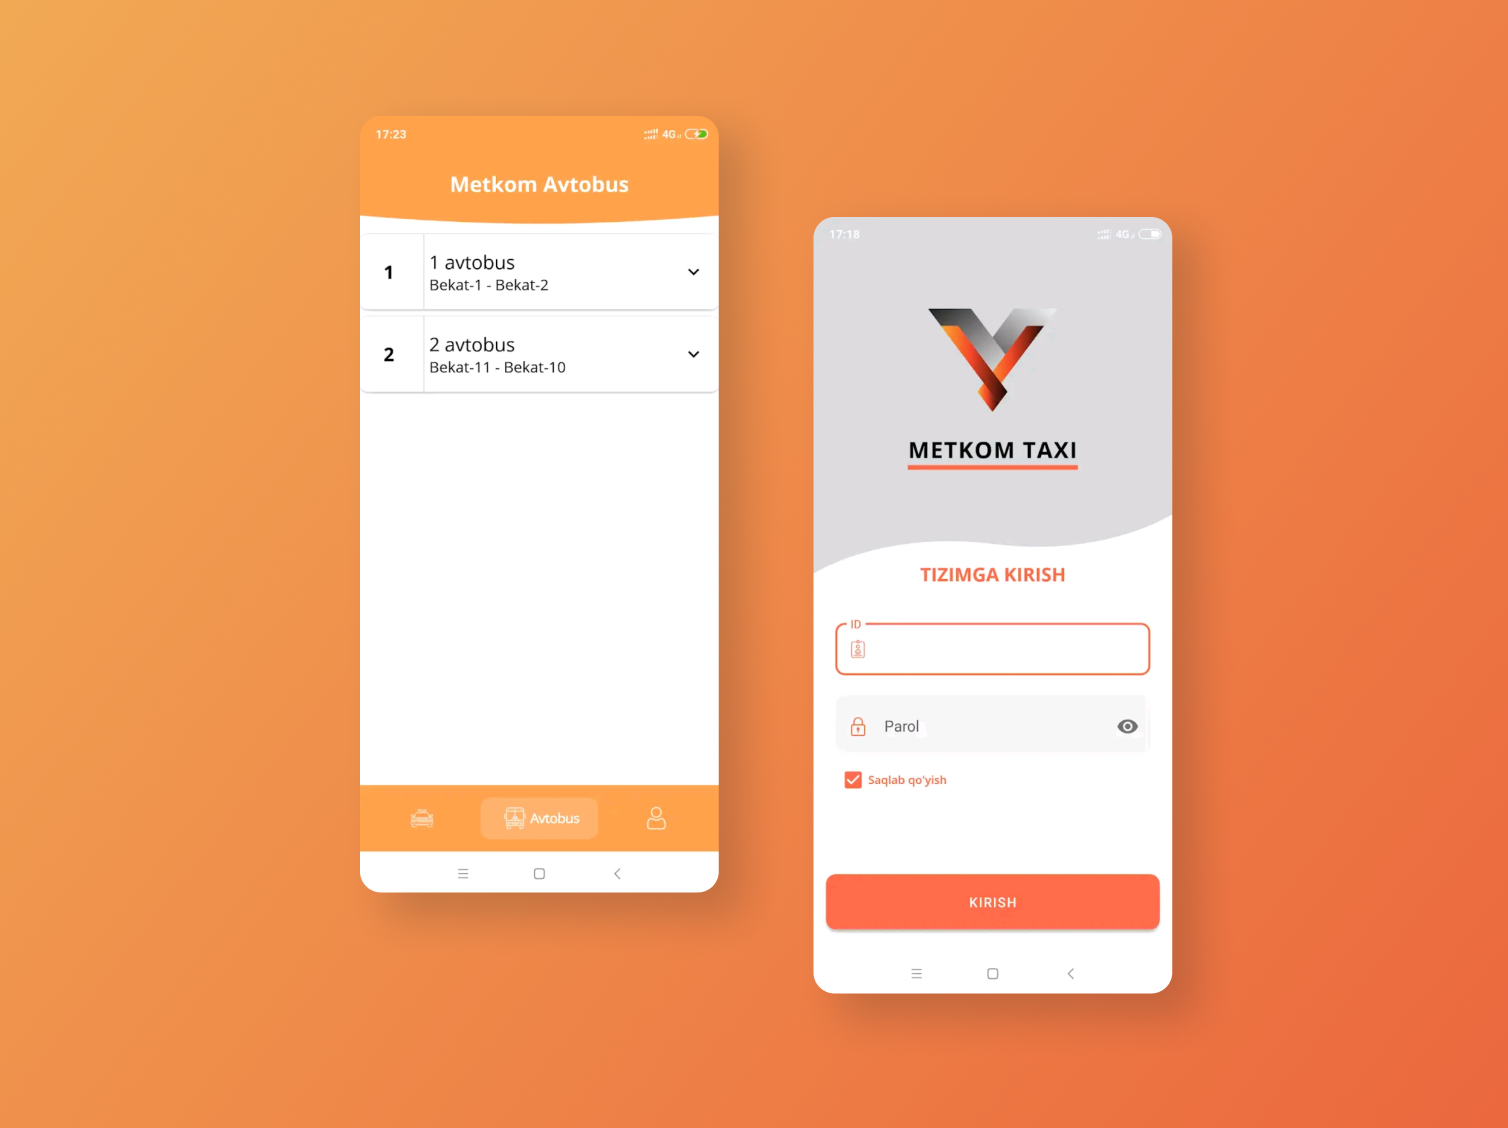 17:23
4G
Metkom Avtobus
1
1 avtobus
Bekat-1 - Bekat-2
2
2 avtobus
Bekat-11 - Bekat-10
Avtobus
17:18
4G
METKOM TAXI
TIZIMGA KIRISH
ID
Parol
Saqlab qo'yish
KIRISH